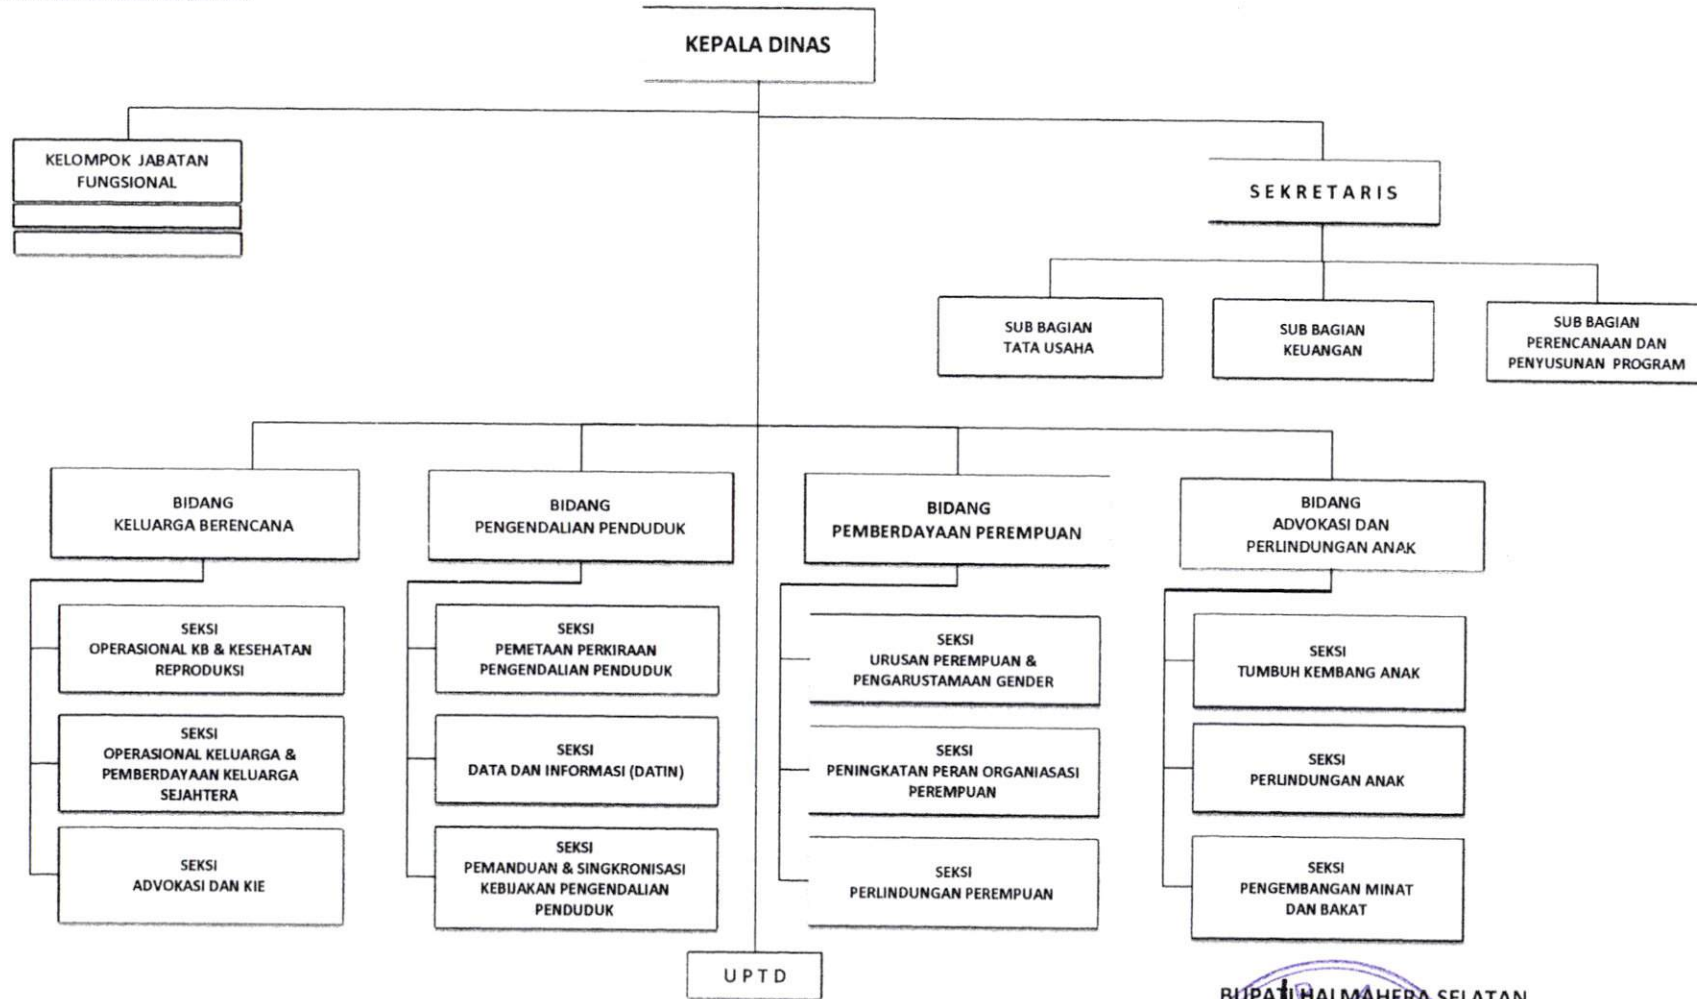 KEPALA DINAS
KELOMPOK JABATAN
FUNGSIONAL
SEKRETARIS
SUB BAGIAN
TATA USAHA
SUB BAGIAN
KEUANGAN
SUB BAGIAN
PERENCANAAN DAN
PENYUSUNAN PROGRAM
BIDANG
KELUARGA BERENCANA
BIDANG
PENGENDALIAN PENDUDUK
BIDANG
PEMBERDAYAAN PEREMPUAN
BIDANG
ADVOKASI DAN
PERLINDUNGAN ANAK
SEKSI
OPERASIONAL KB & KESEHATAN
REPRODUKSI
SEKSI
OPERASIONAL KELUARGA &
PEMBERDAYAAN KELUARGA
SEJAHTERA
SEKSI
ADVOKASI DAN KIE
SEKSI
PEMETAAN PERKIRAAN
PENGENDALIAN PENDUDUK
SEKSI
DATA DAN INFORMASI (DATIN)
SEKSI
PEMANDUAN & SINGKRONISASI
KEBIJAKAN PENGENDALIAN
PENDUDUK
SEKSI
URUSAN PEREMPUAN &
PENGARUSTAMAAN GENDER
SEKSI
PENINGKATAN PERAN ORGANIASASI
PEREMPUAN
SEKSI
PERLINDUNGAN PEREMPUAN
SEKSI
TUMBUH KEMBANG ANAK
SEKSI
PERLINDUNGAN ANAK
SEKSI
PENGEMBANGAN MINAT
DAN BAKAT
UPTD
BUPATI HALMAHERA SELATAN